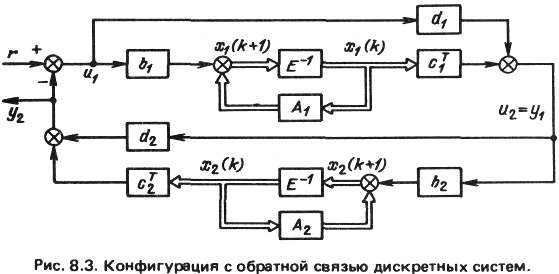 d₁
r + x₁(k+1) x₁(k)
u₁ b₁ E⁻¹ c₁ᵀ
−
y₂ A₁ u₂=y₁
d₂
x₂(k) x₂(k+1)
c₂ᵀ E⁻¹ h₂
A₂
Рис. 8.3. Конфигурация с обратной связью дискретных систем.